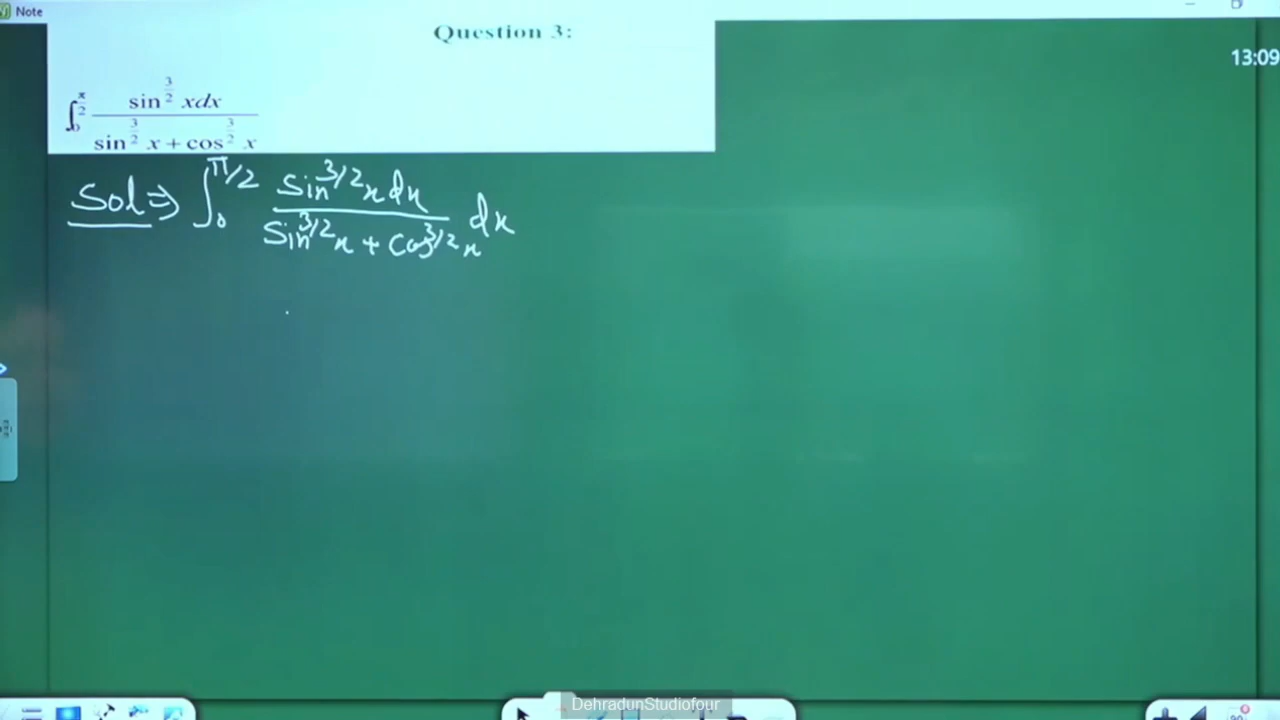 Note
Question 3:
13:09
∫₀^{π/2} sin^{3/2} xdx / sin^{3/2} x + cos^{3/2} x
Sol ⇒ ∫₀^{π/2} Sin^{3/2}x dx / Sin^{3/2}x + Cos^{3/2}x dx
DehradunStudiofour